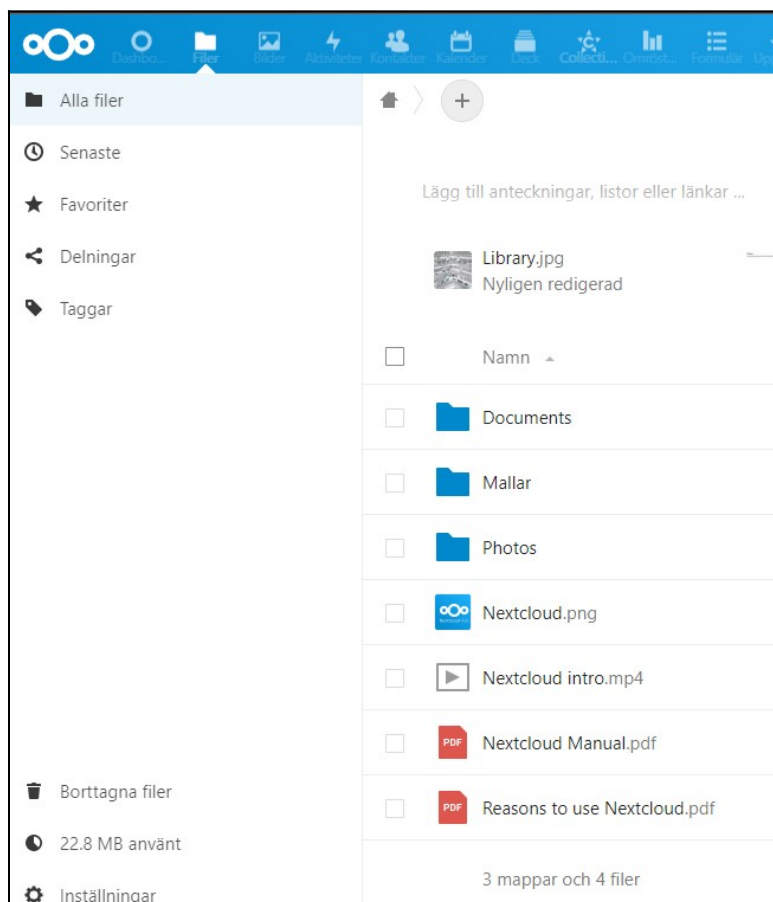 Dashbo...
Filer
Bilder
Aktiviteter
Kontakter
Kalender
Deck
Collecti...
Omröst...
Formulär
Alla filer
Senaste
Favoriter
Delningar
Taggar
Lägg till anteckningar, listor eller länkar ...
Library.jpg
Nyligen redigerad
Namn
Documents
Mallar
Photos
Nextcloud.png
Nextcloud intro.mp4
PDF
Nextcloud Manual.pdf
PDF
Reasons to use Nextcloud.pdf
3 mappar och 4 filer
Borttagna filer
22.8 MB använt
Inställningar